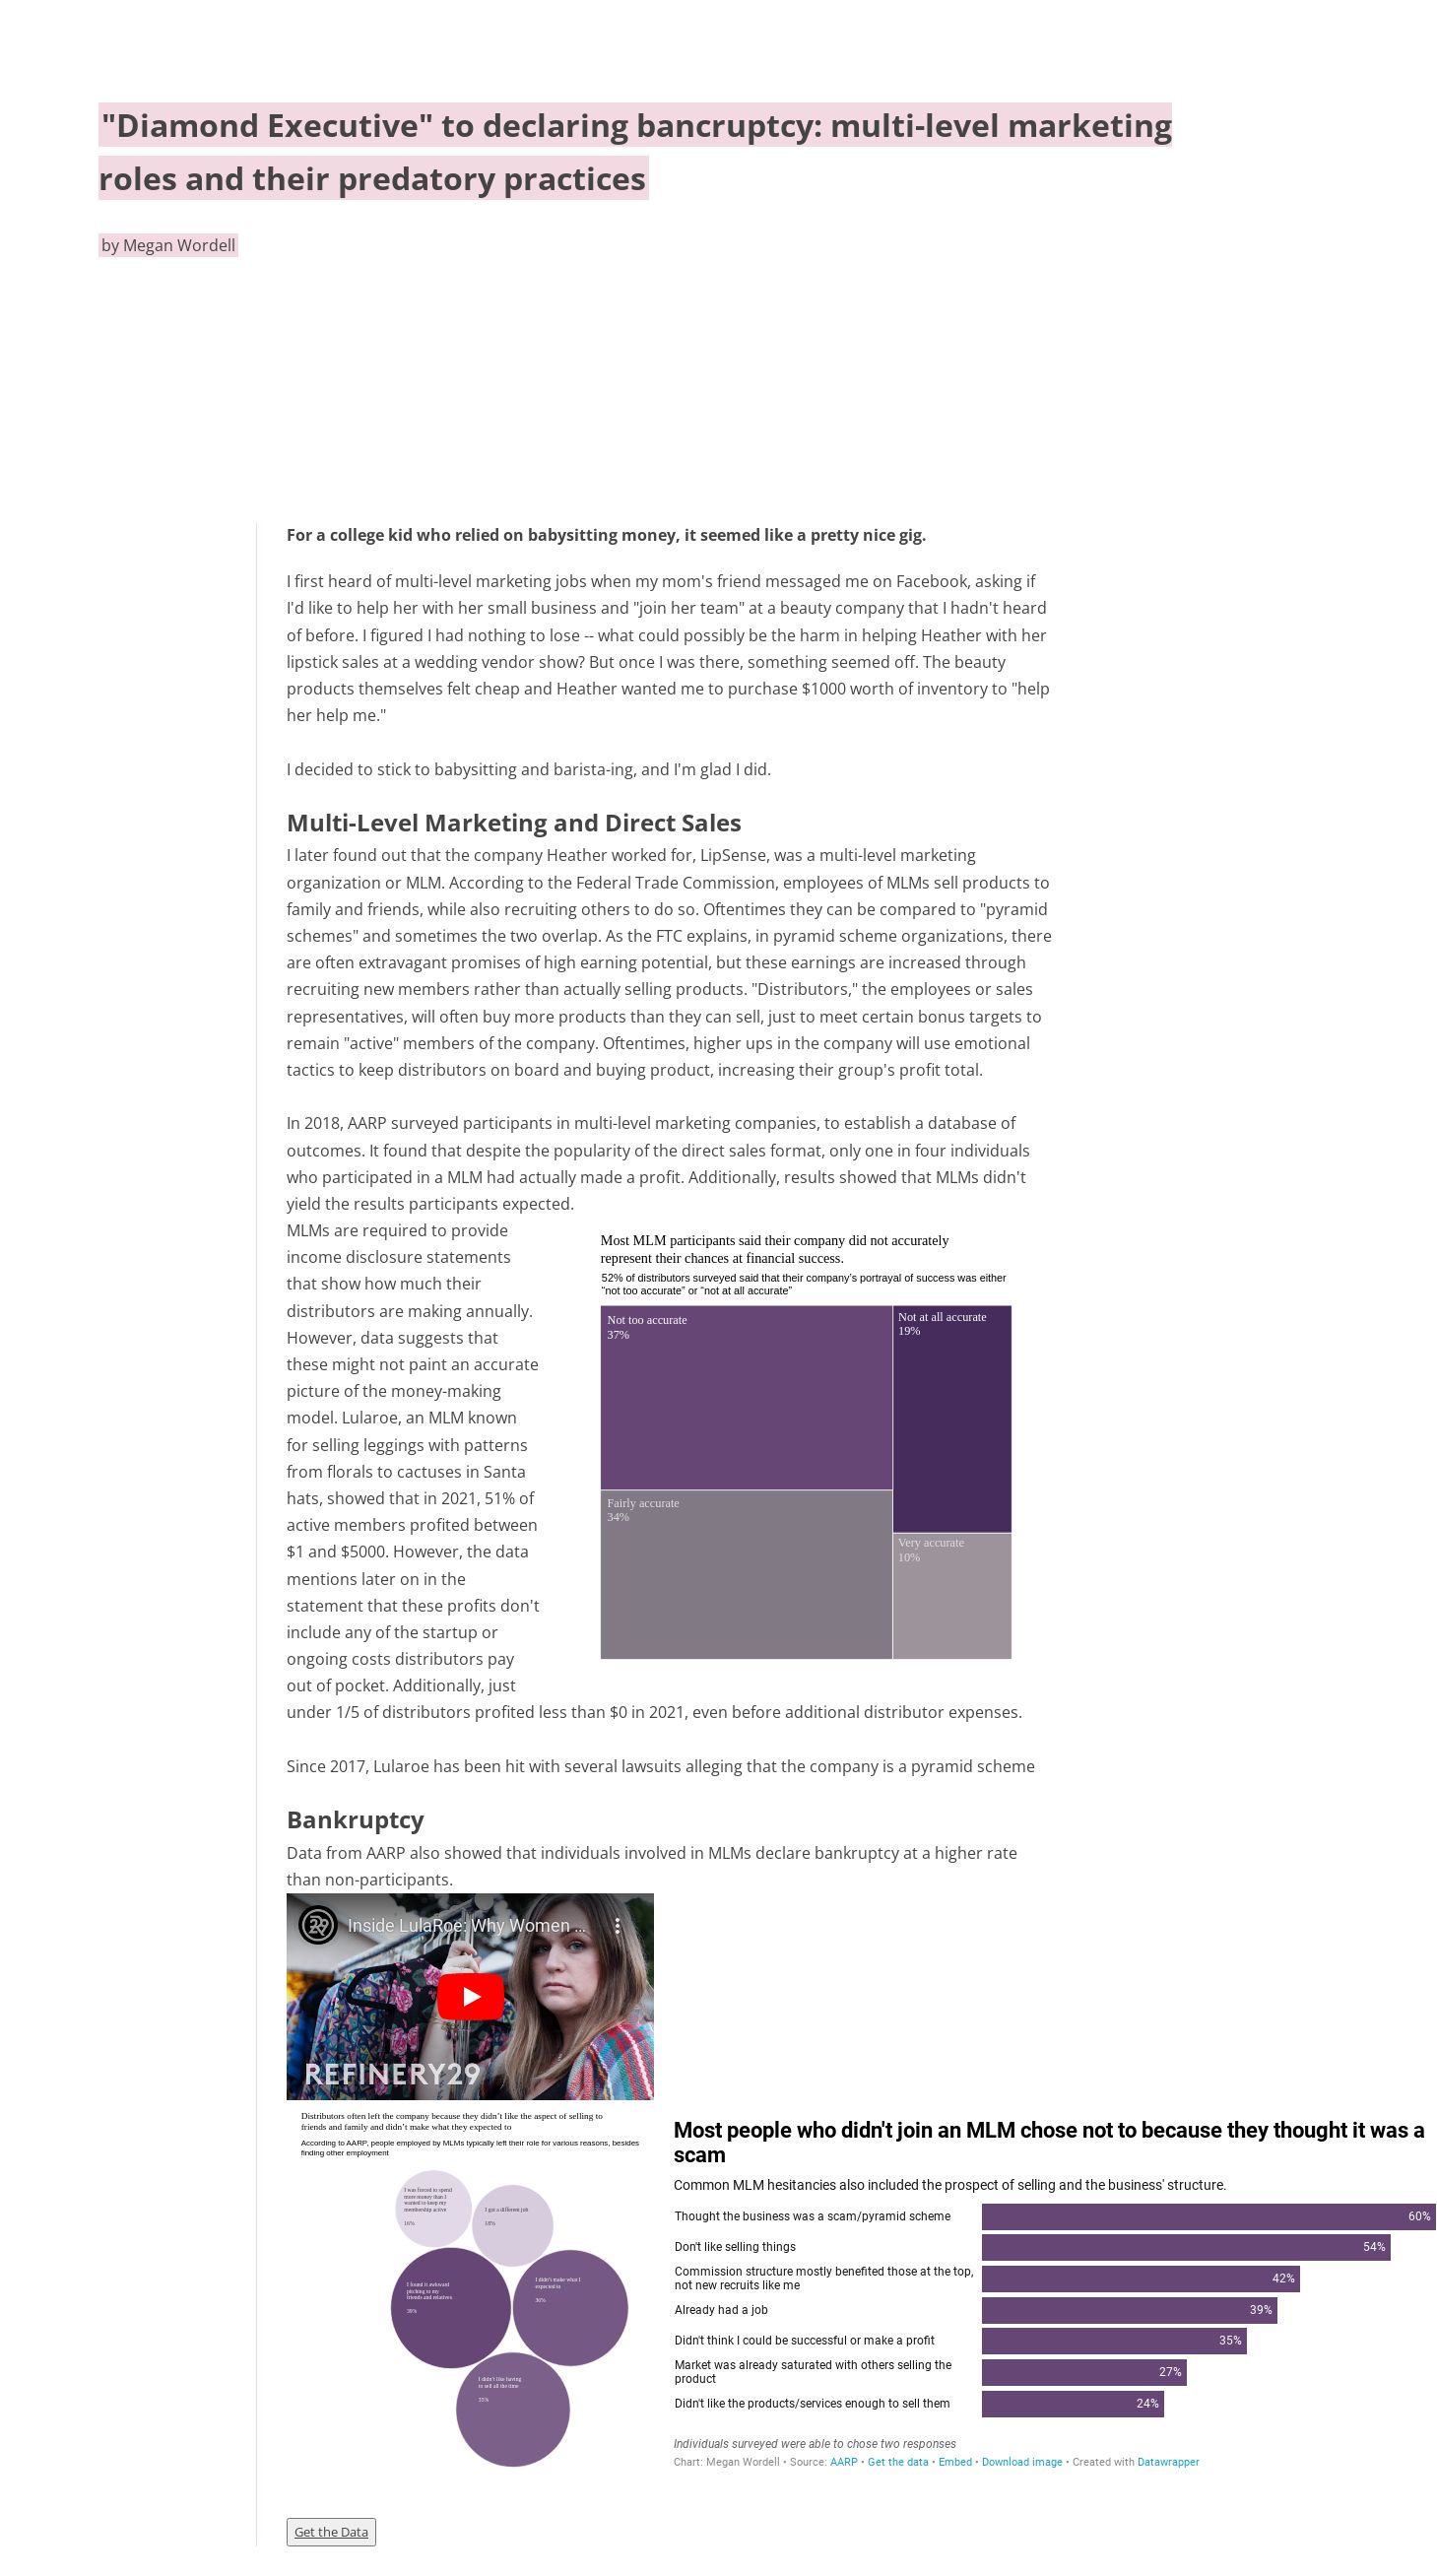 "Diamond Executive" to declaring bancruptcy: multi-level marketing
roles and their predatory practices
by Megan Wordell
For a college kid who relied on babysitting money, it seemed like a pretty nice gig.
I first heard of multi-level marketing jobs when my mom's friend messaged me on Facebook, asking if
I'd like to help her with her small business and "join her team" at a beauty company that I hadn't heard
of before. I figured I had nothing to lose -- what could possibly be the harm in helping Heather with her
lipstick sales at a wedding vendor show? But once I was there, something seemed off. The beauty
products themselves felt cheap and Heather wanted me to purchase $1000 worth of inventory to "help
her help me."
I decided to stick to babysitting and barista-ing, and I'm glad I did.
Multi-Level Marketing and Direct Sales
I later found out that the company Heather worked for, LipSense, was a multi-level marketing
organization or MLM. According to the Federal Trade Commission, employees of MLMs sell products to
family and friends, while also recruiting others to do so. Oftentimes they can be compared to "pyramid
schemes" and sometimes the two overlap. As the FTC explains, in pyramid scheme organizations, there
are often extravagant promises of high earning potential, but these earnings are increased through
recruiting new members rather than actually selling products. "Distributors," the employees or sales
representatives, will often buy more products than they can sell, just to meet certain bonus targets to
remain "active" members of the company. Oftentimes, higher ups in the company will use emotional
tactics to keep distributors on board and buying product, increasing their group's profit total.
In 2018, AARP surveyed participants in multi-level marketing companies, to establish a database of
outcomes. It found that despite the popularity of the direct sales format, only one in four individuals
who participated in a MLM had actually made a profit. Additionally, results showed that MLMs didn't
yield the results participants expected.
MLMs are required to provide
income disclosure statements
that show how much their
distributors are making annually.
However, data suggests that
these might not paint an accurate
picture of the money-making
model. Lularoe, an MLM known
for selling leggings with patterns
from florals to cactuses in Santa
hats, showed that in 2021, 51% of
active members profited between
$1 and $5000. However, the data
mentions later on in the
statement that these profits don't
include any of the startup or
ongoing costs distributors pay
out of pocket. Additionally, just
under 1/5 of distributors profited less than $0 in 2021, even before additional distributor expenses.
Most MLM participants said their company did not accurately
represent their chances at financial success.
52% of distributors surveyed said that their company's portrayal of success was either
"not too accurate" or "not at all accurate"
Not too accurate
37%
Not at all accurate
19%
Fairly accurate
34%
Very accurate
10%
Since 2017, Lularoe has been hit with several lawsuits alleging that the company is a pyramid scheme
Bankruptcy
Data from AARP also showed that individuals involved in MLMs declare bankruptcy at a higher rate
than non-participants.
29
Inside LulaRoe: Why Women ...
REFINERY29
Distributors often left the company because they didn't like the aspect of selling to
friends and family and didn't make what they expected to
According to AARP, people employed by MLMs typically left their role for various reasons, besides
finding other employment
I was forced to spend
more money than I
wanted to keep my
membership active
16%
I got a different job
18%
I found it awkward
pitching to my
friends and relatives
39%
I didn't make what I
expected to
36%
I didn't like having
to sell all the time
35%
Most people who didn't join an MLM chose not to because they thought it was a
scam
Common MLM hesitancies also included the prospect of selling and the business' structure.
Thought the business was a scam/pyramid scheme
60%
Don't like selling things
54%
Commission structure mostly benefited those at the top,
not new recruits like me
42%
Already had a job
39%
Didn't think I could be successful or make a profit
35%
Market was already saturated with others selling the
product
27%
Didn't like the products/services enough to sell them
24%
Individuals surveyed were able to chose two responses
Chart: Megan Wordell • Source: AARP • Get the data • Embed • Download image • Created with Datawrapper
Get the Data